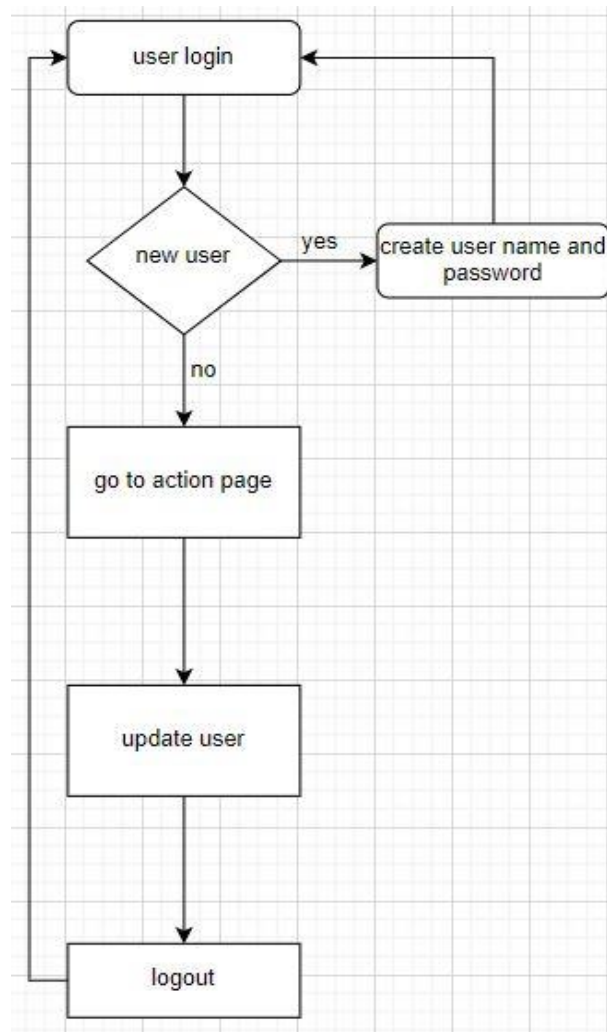 user login
new user
yes
create user name and
password
no
go to action page
update user
logout